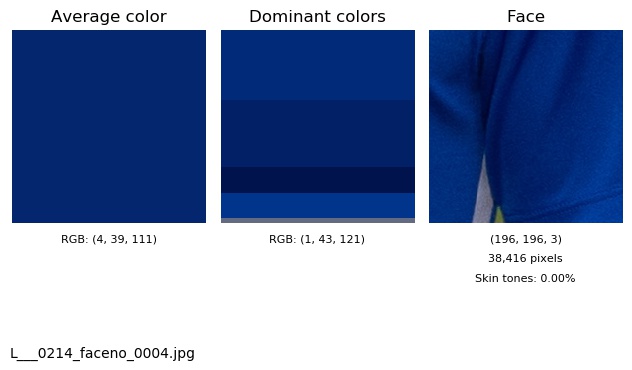 Average color
Dominant colors
Face
RGB: (4, 39, 111)
RGB: (1, 43, 121)
(196, 196, 3)
38,416 pixels
Skin tones: 0.00%
L___0214_faceno_0004.jpg